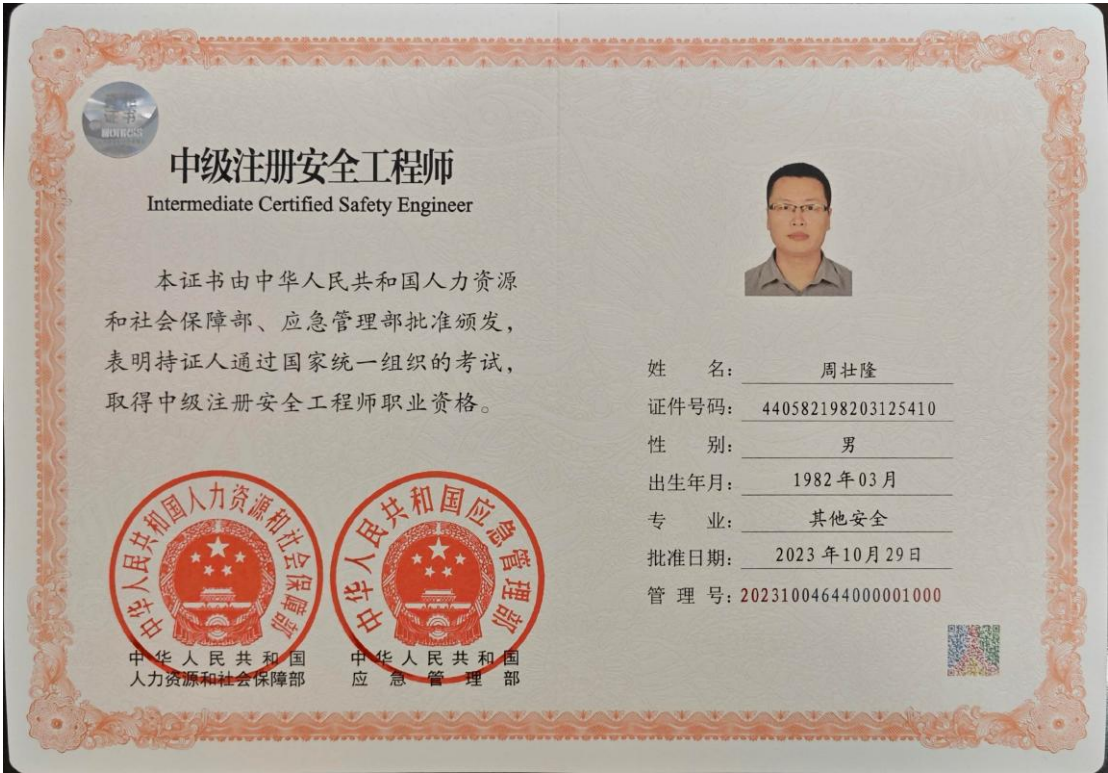 中级注册安全工程师
Intermediate Certified Safety Engineer
本证书由中华人民共和国人力资源
和社会保障部、应急管理部批准颁发，
表明持证人通过国家统一组织的考试，
取得中级注册安全工程师职业资格。
中华人民共和国人力资源和社会保障部
中华人民共和国应急管理部
中华人民共和国
人力资源和社会保障部
中华人民共和国
应急管理部
姓 名：周壮隆
证件号码：440582198203125410
性 别：男
出生年月：1982年03月
专 业：其他安全
批准日期：2023年10月29日
管 理 号：20231004644000001000